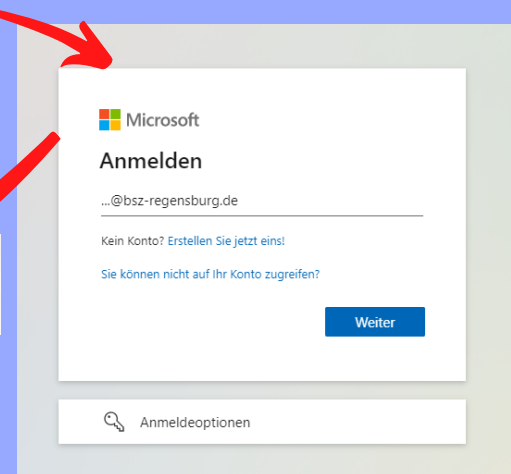 Microsoft
Anmelden
...@bsz-regensburg.de
Kein Konto? Erstellen Sie jetzt eins!
Sie können nicht auf Ihr Konto zugreifen?
Weiter
Anmeldeoptionen